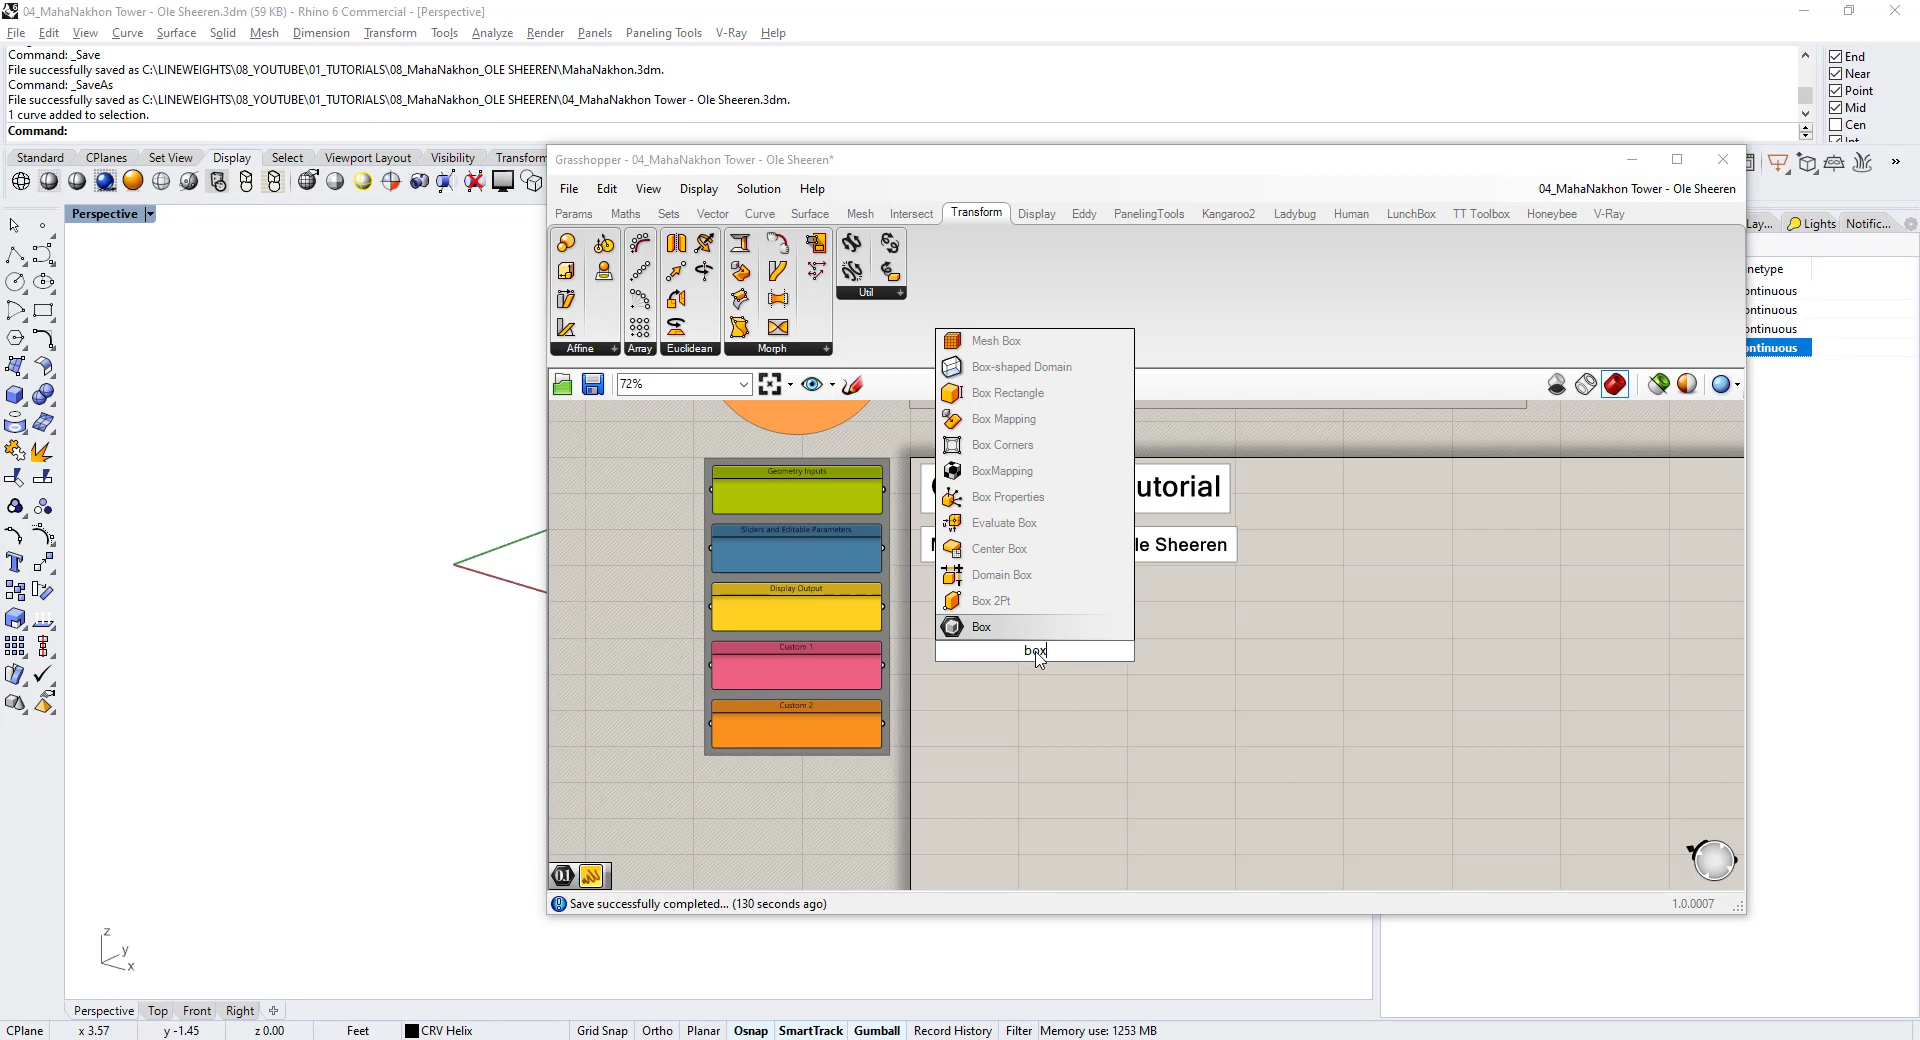 04_MahaNakhon Tower - Ole Sheeren.3dm (59 KB) - Rhino 6 Commercial - [Perspective]
File Edit View Curve Surface Solid Mesh Dimension Transform Tools Analyze Render Panels Paneling Tools V-Ray Help
Command: _Save
File successfully saved as C:\LINEWEIGHTS\08_YOUTUBE\01_TUTORIALS\08_MahaNakhon_OLE SHEEREN\MahaNakhon.3dm.
Command: _SaveAs
File successfully saved as C:\LINEWEIGHTS\08_YOUTUBE\01_TUTORIALS\08_MahaNakhon_OLE SHEEREN\04_MahaNakhon Tower - Ole Sheeren.3dm.
1 curve added to selection.
Command:
End
Near
Point
Mid
Cen
Standard CPlanes Set View Display Select Viewport Layout Visibility Transform
Perspective
Lay... Lights Notific...
netype
ontinuous
ontinuous
ontinuous
ontinuous
Grasshopper - 04_MahaNakhon Tower - Ole Sheeren*
File Edit View Display Solution Help
04_MahaNakhon Tower - Ole Sheeren
Params Maths Sets Vector Curve Surface Mesh Intersect Transform Display Eddy PanelingTools Kangaroo2 Ladybug Human LunchBox TT Toolbox Honeybee V-Ray
Util
Affine Array Euclidean Morph
72%
Mesh Box
Box-shaped Domain
Box Rectangle
Box Mapping
Box Corners
BoxMapping
Box Properties
Evaluate Box
Center Box
Domain Box
Box 2Pt
Box
box
Geometry Inputs
Sliders and Editable Parameters
Display Output
Custom 1
Custom 2
utorial
le Sheeren
0.1
Save successfully completed... (130 seconds ago)
1.0.0007
z
y
x
Perspective Top Front Right
CPlane x 3.57 y -1.45 z 0.00 Feet CRV Helix Grid Snap Ortho Planar Osnap SmartTrack Gumball Record History Filter Memory use: 1253 MB